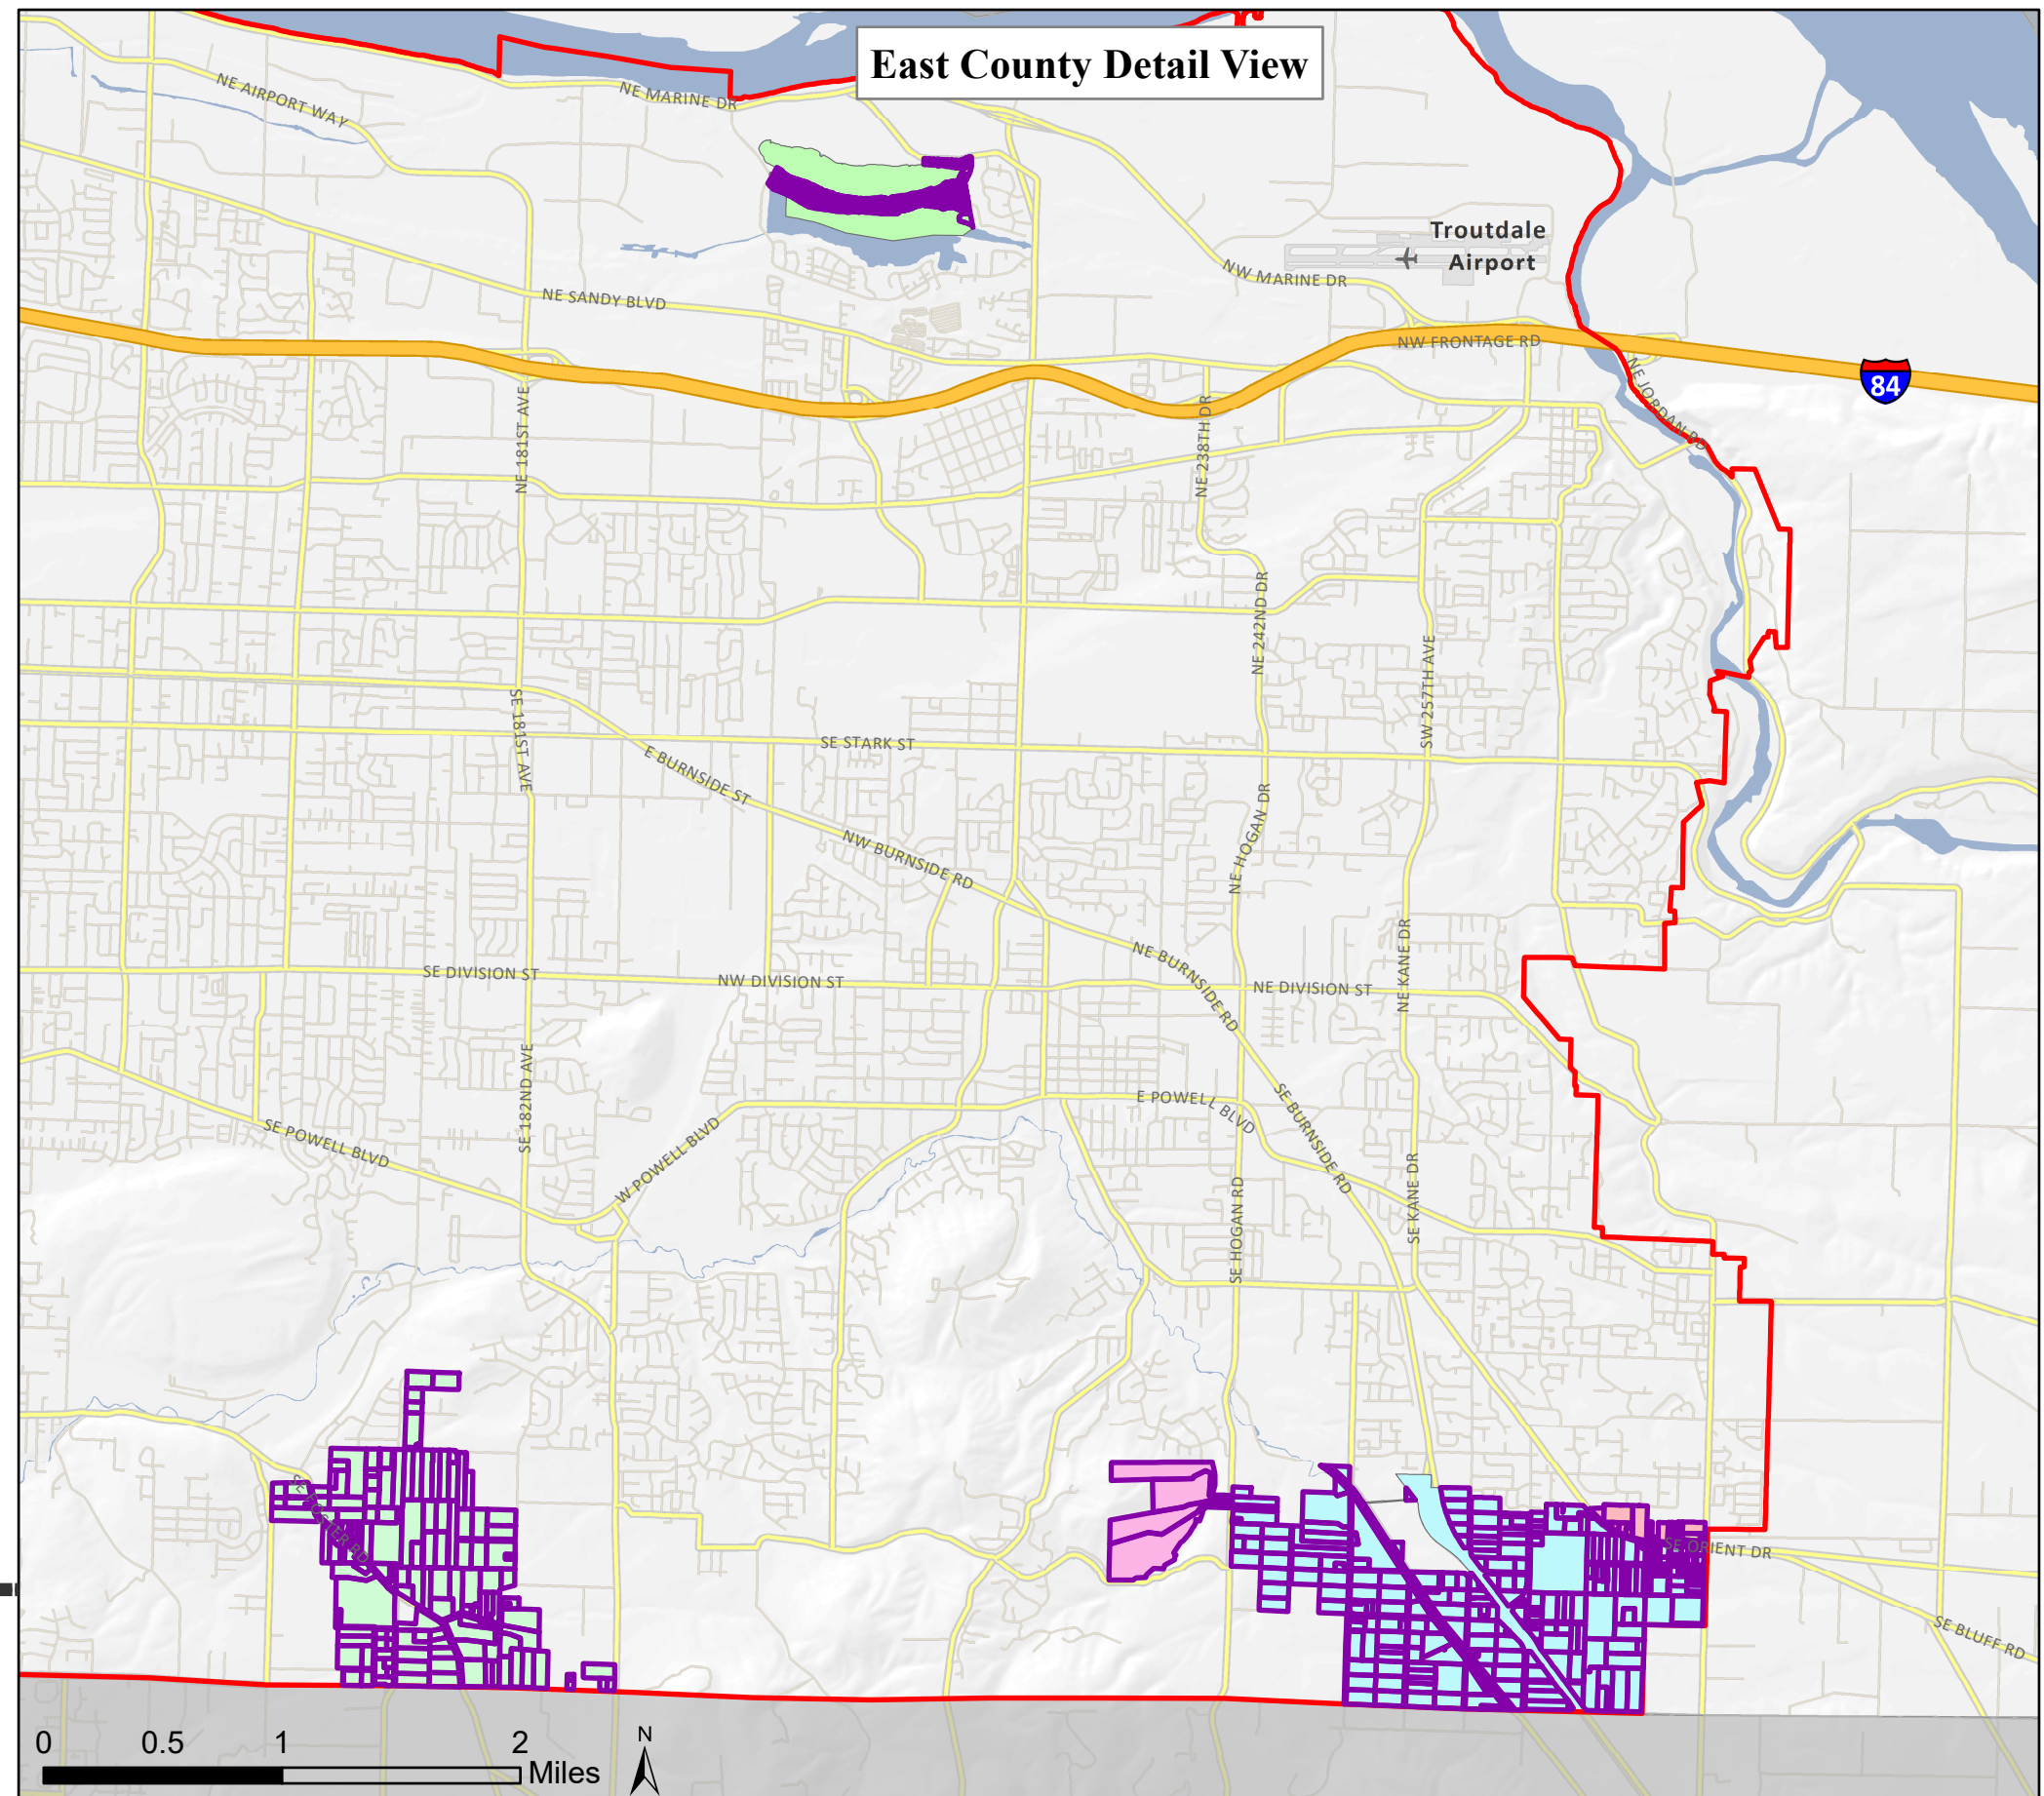 East County Detail View
NE AIRPORT WAY
NE MARINE DR
Troutdale
Airport
NW MARINE DR
NE SANDY BLVD
NW FRONTAGE RD
84
NE JORDAN RD
NE 181ST AVE
NE 238TH DR
NE 242ND DR
SW 257TH AVE
SE 181ST AVE
SE STARK ST
E BURNSIDE ST
NE HOGAN DR
NW BURNSIDE RD
NE KANE DR
NE BURNSIDE RD
SE DIVISION ST
NW DIVISION ST
NE DIVISION ST
SE 182ND AVE
SE POWELL BLVD
W POWELL BLVD
E POWELL BLVD
SE BURNSIDE RD
SE HOGAN RD
SE KANE DR
SE FOSTER RD
SE ORIENT DR
SE BLUFF RD
0 0.5 1 2
Miles
N